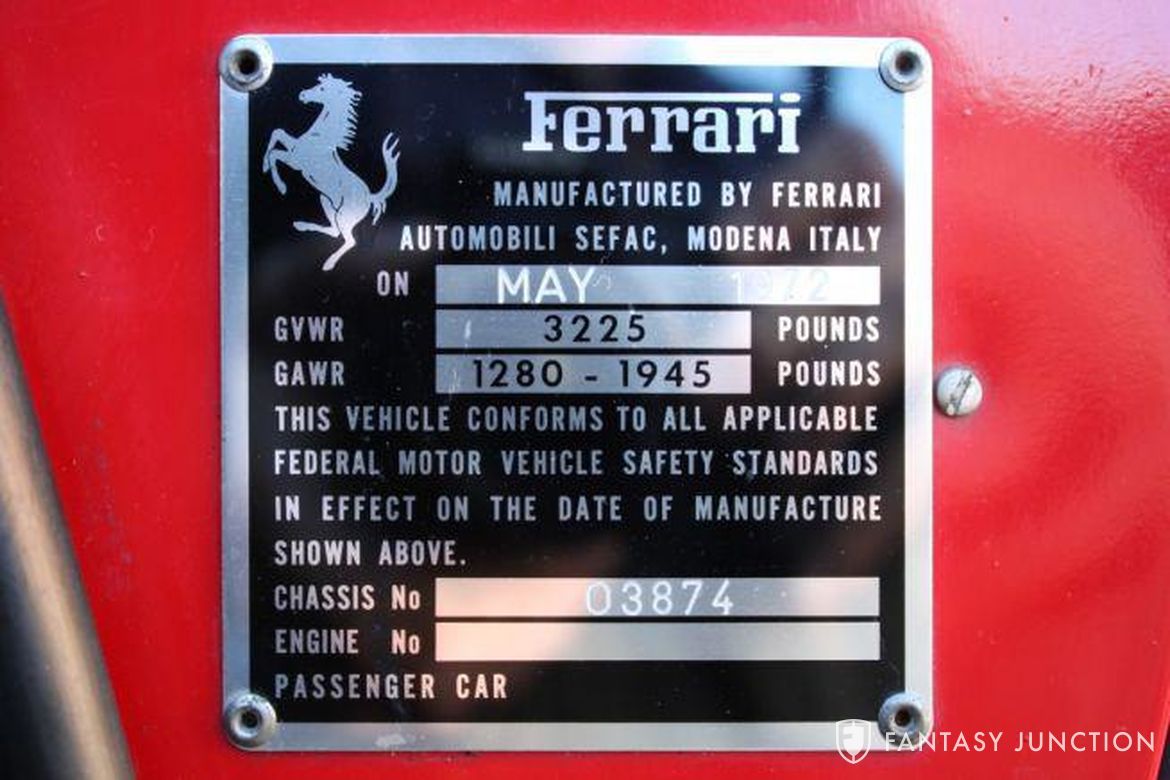 Ferrari
MANUFACTURED BY FERRARI
AUTOMOBILI SEFAC, MODENA ITALY
ON MAY 1972
GVWR 3225 POUNDS
GAWR 1280 - 1945 POUNDS
THIS VEHICLE CONFORMS TO ALL APPLICABLE
FEDERAL MOTOR VEHICLE SAFETY STANDARDS
IN EFFECT ON THE DATE OF MANUFACTURE
SHOWN ABOVE.
CHASSIS No 03874
ENGINE No
PASSENGER CAR
FANTASY JUNCTION